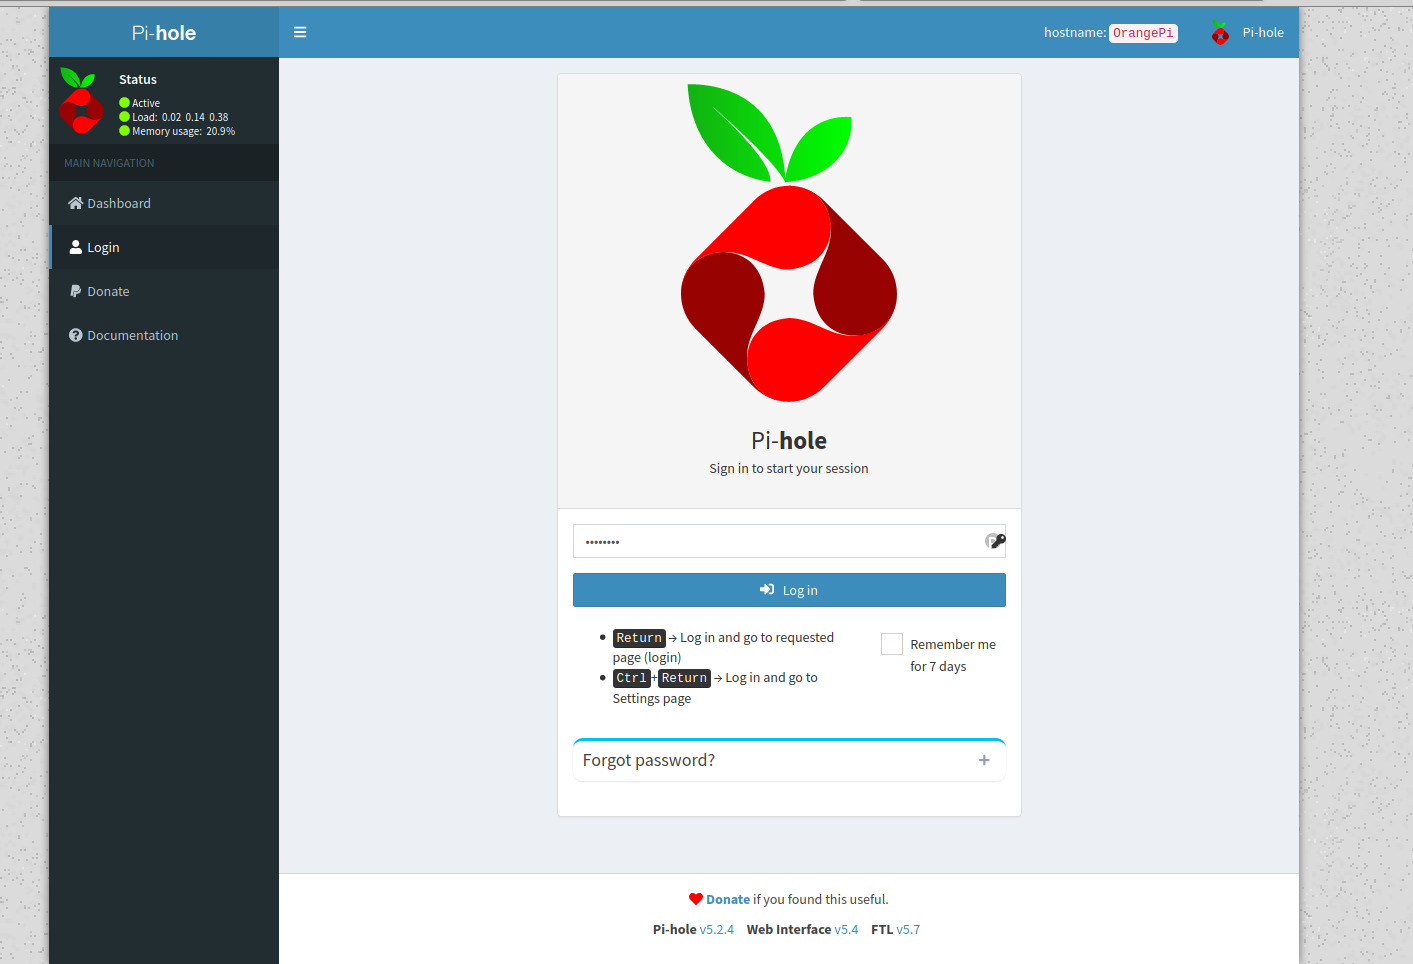 Pi-hole
hostname: OrangePi
Pi-hole
Status
Active
Load: 0.02 0.14 0.38
Memory usage: 20.9%
MAIN NAVIGATION
Dashboard
Login
Donate
Documentation
Pi-hole
Sign in to start your session
••••••••
Log in
Return → Log in and go to requested
page (login)
Ctrl+Return → Log in and go to
Settings page
Remember me
for 7 days
Forgot password?
Donate if you found this useful.
Pi-hole v5.2.4 Web Interface v5.4 FTL v5.7